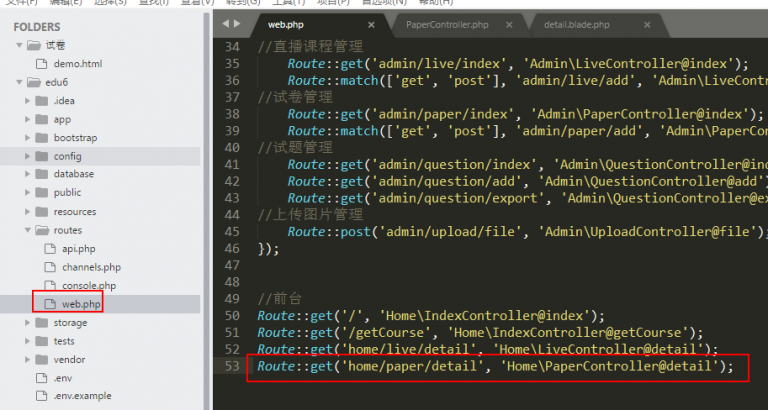 文件(F) 编辑(E) 选择(S) 查找(I) 查看(V) 转到(G) 工具(T) 项目(P) 首选项(N) 帮助(H)
FOLDERS
试卷
demo.html
edu6
.idea
app
bootstrap
config
database
public
resources
routes
api.php
channels.php
console.php
web.php
storage
tests
vendor
.env
.env.example
web.php × PaperController.php × detail.blade.php ×
34 //直播课程管理
35 Route::get('admin/live/index', 'Admin\LiveController@index');
36 Route::match(['get', 'post'], 'admin/live/add', 'Admin\LiveCont
37 //试卷管理
38 Route::get('admin/paper/index', 'Admin\PaperController@index');
39 Route::match(['get', 'post'], 'admin/paper/add', 'Admin\PaperCo
40 //试题管理
41 Route::get('admin/question/index', 'Admin\QuestionController@ind
42 Route::get('admin/question/add', 'Admin\QuestionController@add')
43 Route::get('admin/question/export', 'Admin\QuestionController@ex
44 //上传图片管理
45 Route::post('admin/upload/file', 'Admin\UploadController@file');
46 });
47
48
49 //前台
50 Route::get('/', 'Home\IndexController@index');
51 Route::get('/getCourse', 'Home\IndexController@getCourse');
52 Route::get('home/live/detail', 'Home\LiveController@detail');
53 Route::get('home/paper/detail', 'Home\PaperController@detail');